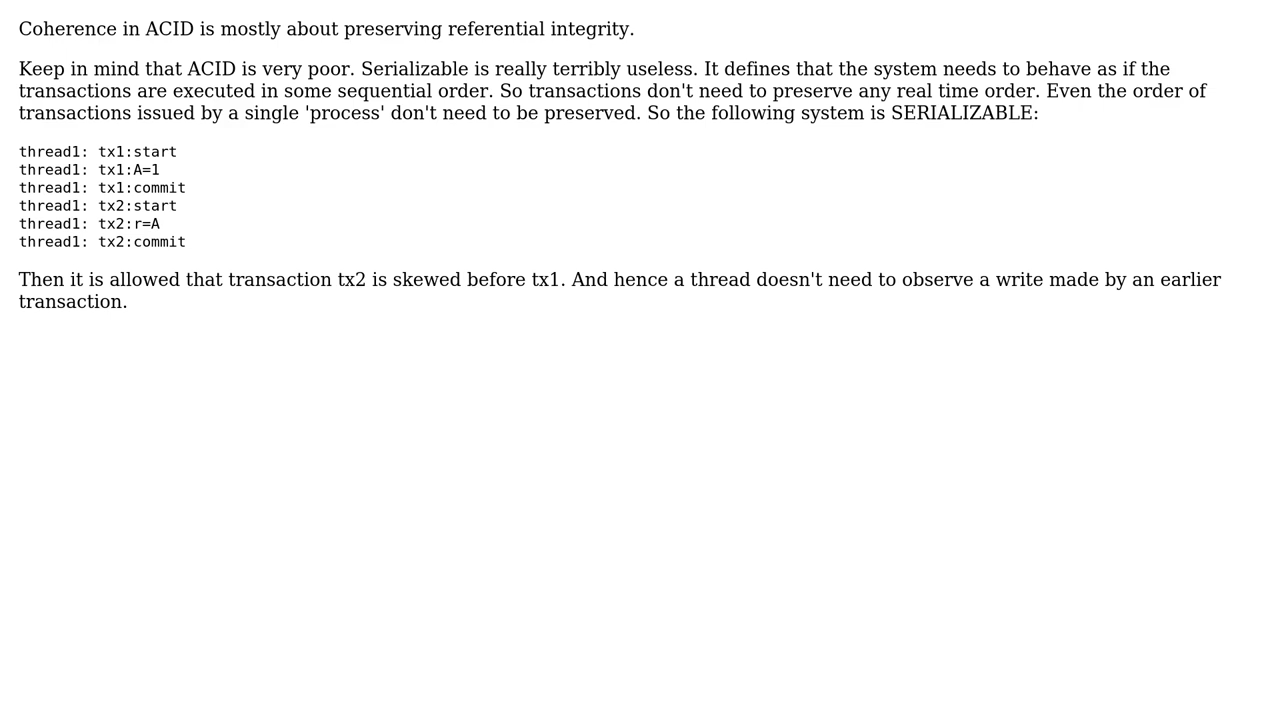 Coherence in ACID is mostly about preserving referential integrity.
Keep in mind that ACID is very poor. Serializable is really terribly useless. It defines that the system needs to behave as if the
transactions are executed in some sequential order. So transactions don't need to preserve any real time order. Even the order of
transactions issued by a single 'process' don't need to be preserved. So the following system is SERIALIZABLE:
thread1: tx1:start
thread1: tx1:A=1
thread1: tx1:commit
thread1: tx2:start
thread1: tx2:r=A
thread1: tx2:commit
Then it is allowed that transaction tx2 is skewed before tx1. And hence a thread doesn't need to observe a write made by an earlier
transaction.